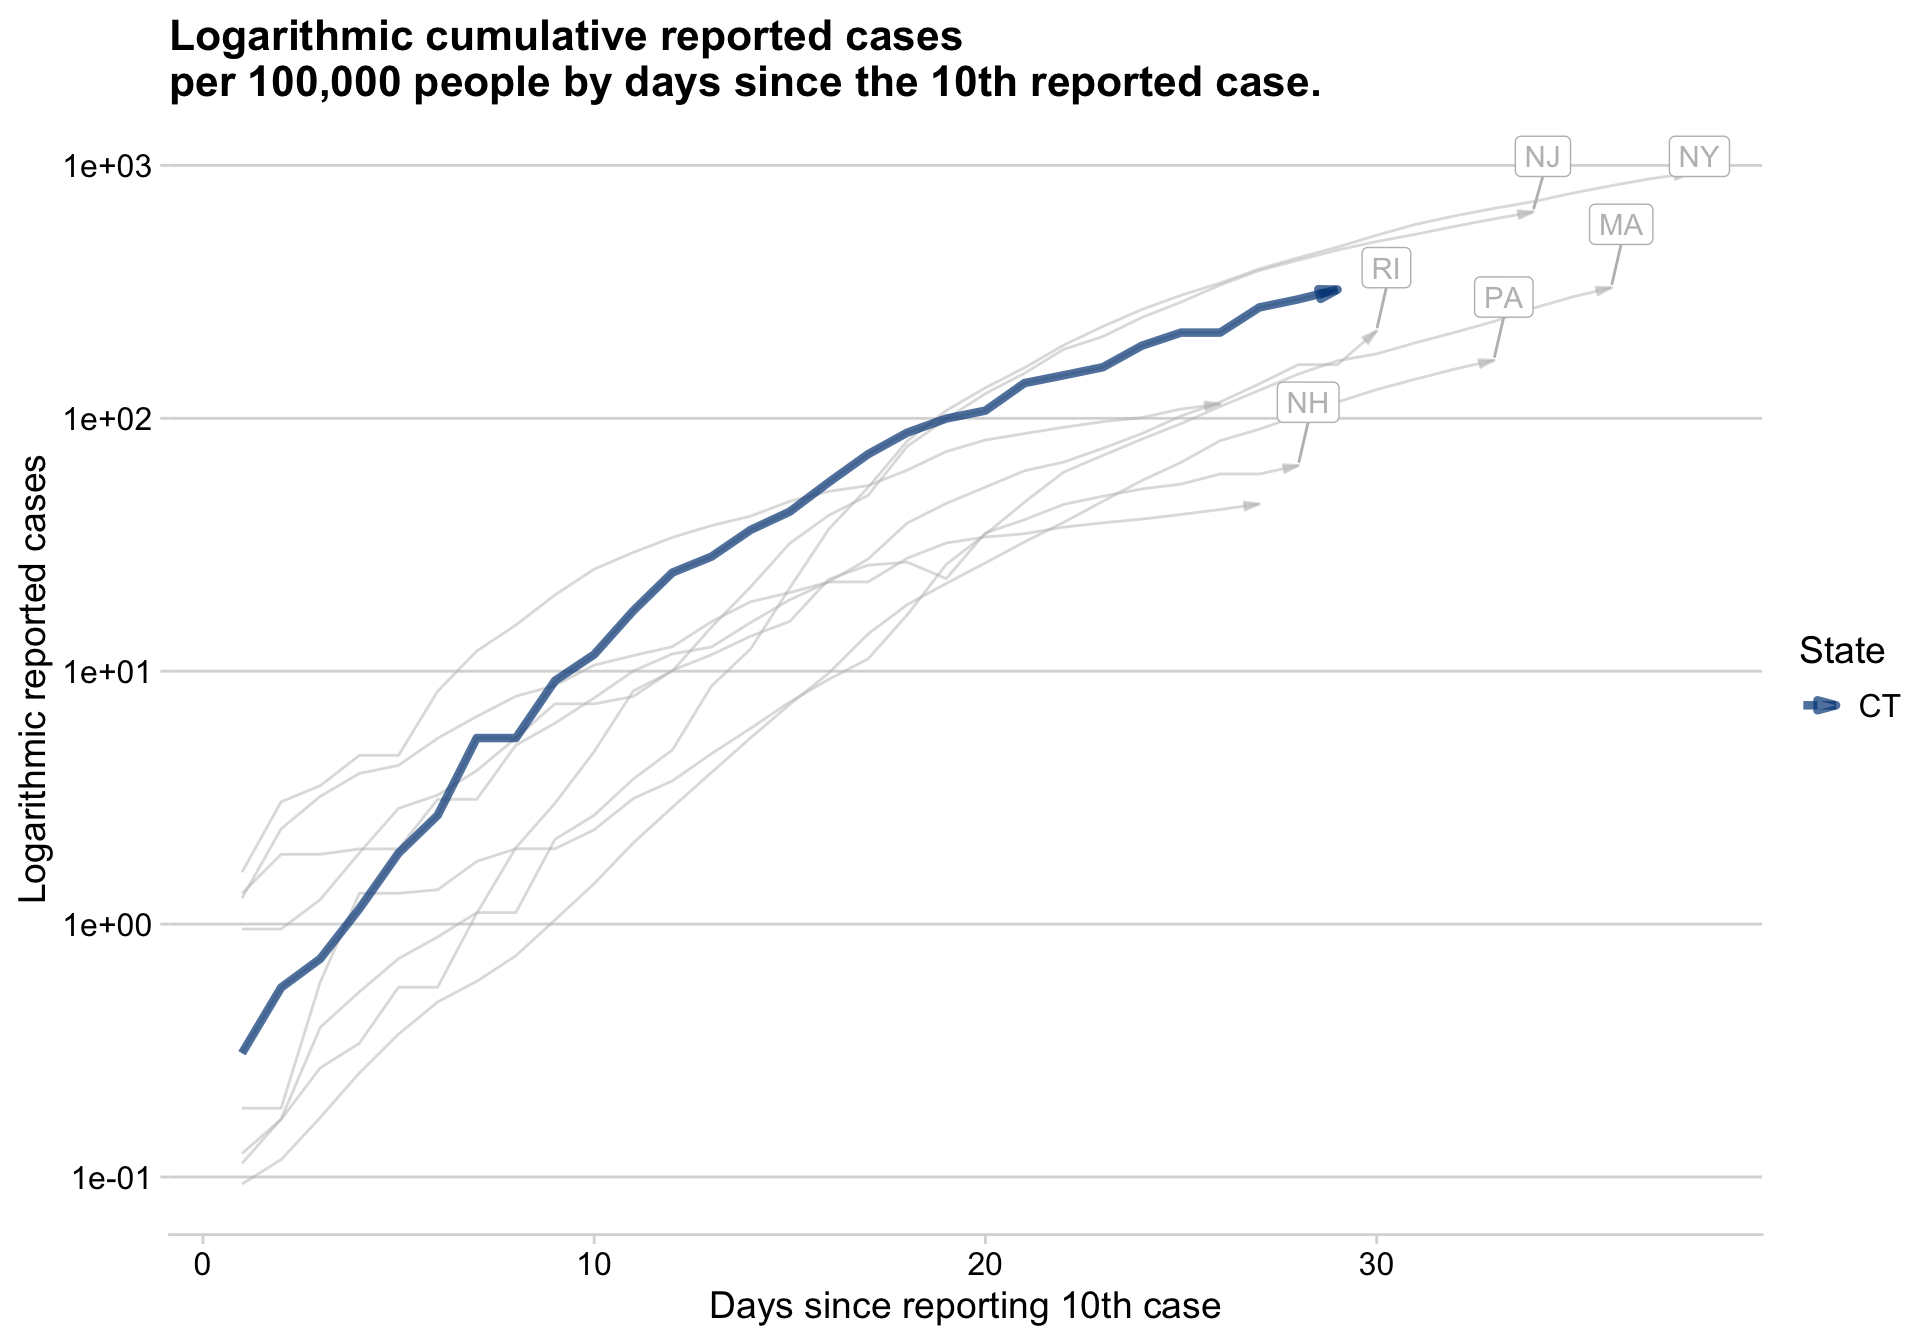 Logarithmic cumulative reported cases
per 100,000 people by days since the 10th reported case.
1e+03
1e+02
1e+01
1e+00
1e-01
Logarithmic reported cases
NJ
NY
MA
RI
PA
NH
State
CT
0
10
20
30
Days since reporting 10th case